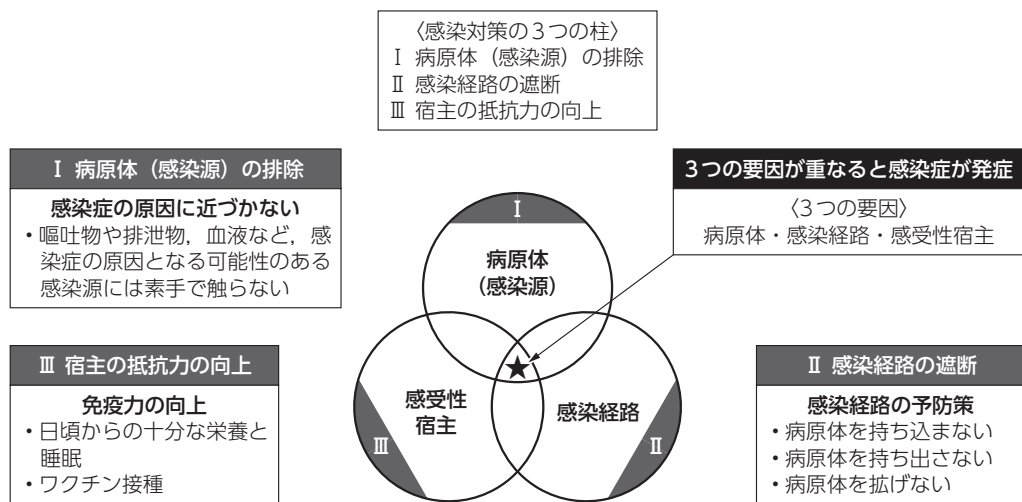 〈感染対策の3つの柱〉
Ⅰ 病原体（感染源）の排除
Ⅱ 感染経路の遮断
Ⅲ 宿主の抵抗力の向上
Ⅰ 病原体（感染源）の排除
感染症の原因に近づかない
・嘔吐物や排泄物，血液など，感
染症の原因となる可能性のある
感染源には素手で触らない
3つの要因が重なると感染症が発症
〈3つの要因〉
病原体・感染経路・感受性宿主
Ⅰ
病原体
（感染源）
★
感受性
宿主
感染経路
Ⅲ
Ⅱ
Ⅲ 宿主の抵抗力の向上
免疫力の向上
・日頃からの十分な栄養と
睡眠
・ワクチン接種
Ⅱ 感染経路の遮断
感染経路の予防策
・病原体を持ち込まない
・病原体を持ち出さない
・病原体を拡げない